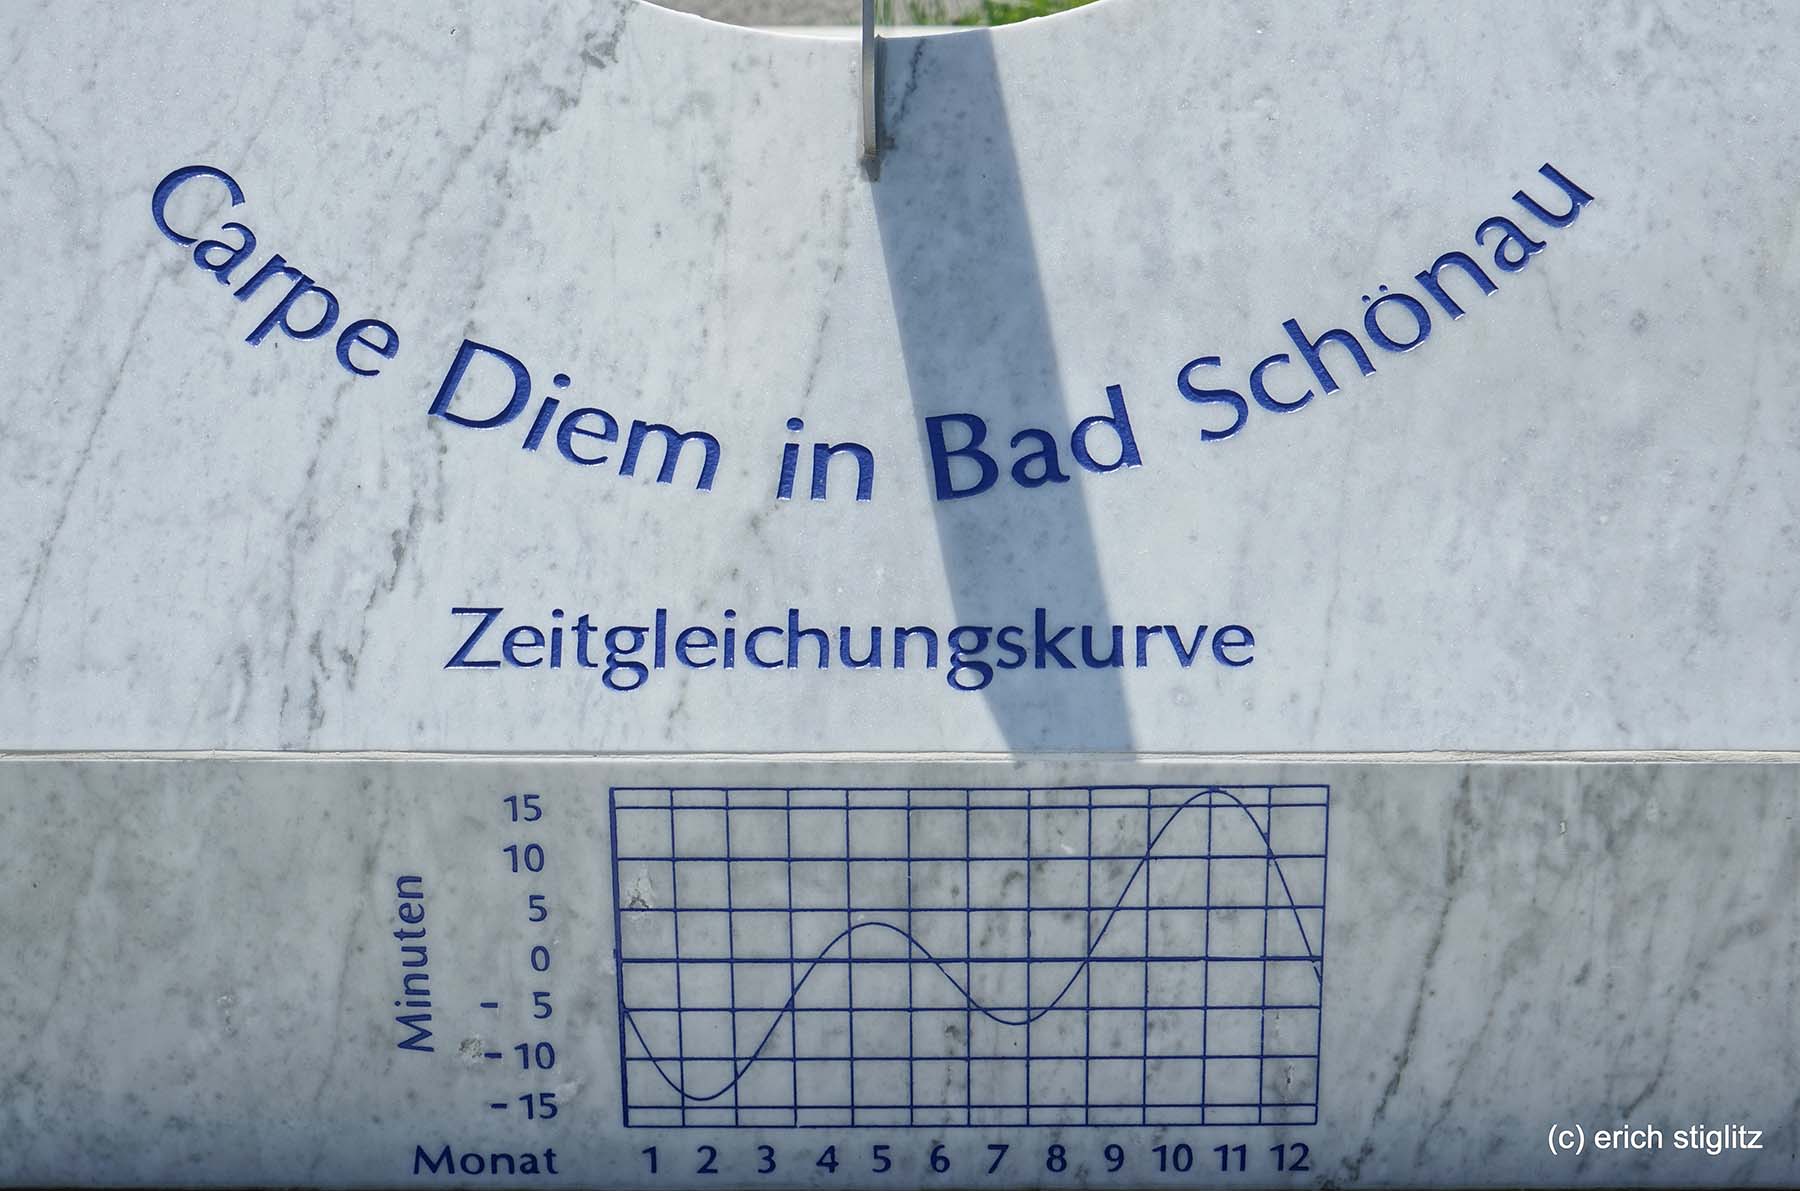 Carpe Diem in Bad Schönau
Zeitgleichungskurve
15
10
5
0
- 5
- 10
- 15
Minuten
Monat 1 2 3 4 5 6 7 8 9 10 11 12
(c) erich stiglitz